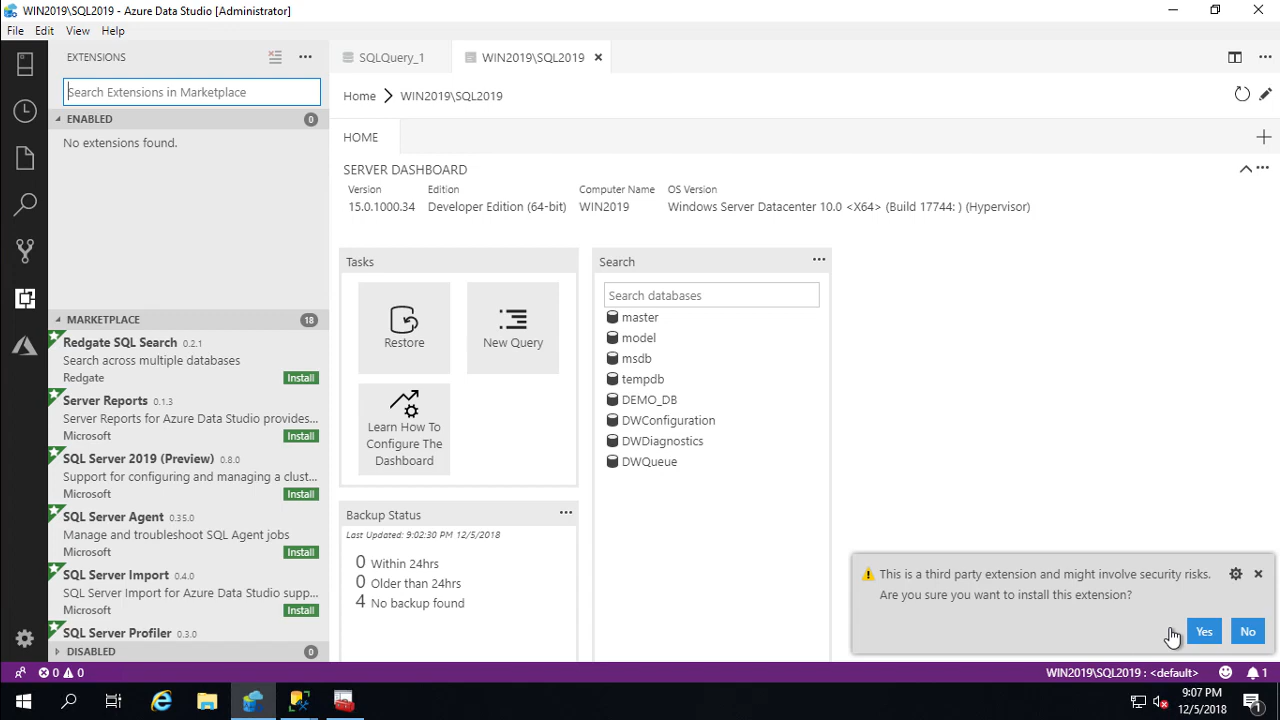 WIN2019\SQL2019 - Azure Data Studio [Administrator]
File Edit View Help
EXTENSIONS
Search Extensions in Marketplace
ENABLED 0
No extensions found.
MARKETPLACE 18
Redgate SQL Search 0.2.1
Search across multiple databases
Redgate Install
Server Reports 0.1.3
Server Reports for Azure Data Studio provides...
Microsoft Install
SQL Server 2019 (Preview) 0.8.0
Support for configuring and managing a clust...
Microsoft Install
SQL Server Agent 0.35.0
Manage and troubleshoot SQL Agent jobs
Microsoft Install
SQL Server Import 0.4.0
SQL Server Import for Azure Data Studio supp...
Microsoft Install
SQL Server Profiler 0.3.0
DISABLED 0
SQLQuery_1 WIN2019\SQL2019
Home WIN2019\SQL2019
HOME
SERVER DASHBOARD
Version Edition Computer Name OS Version
15.0.1000.34 Developer Edition (64-bit) WIN2019 Windows Server Datacenter 10.0 <X64> (Build 17744: ) (Hypervisor)
Tasks
Restore
New Query
Learn How To
Configure The
Dashboard
Backup Status
Last Updated: 9:02:30 PM 12/5/2018
0 Within 24hrs
0 Older than 24hrs
4 No backup found
Search
Search databases
master
model
msdb
tempdb
DEMO_DB
DWConfiguration
DWDiagnostics
DWQueue
This is a third party extension and might involve security risks.
Are you sure you want to install this extension?
Yes No
0 0 WIN2019\SQL2019 : <default> 1
9:07 PM
12/5/2018
1